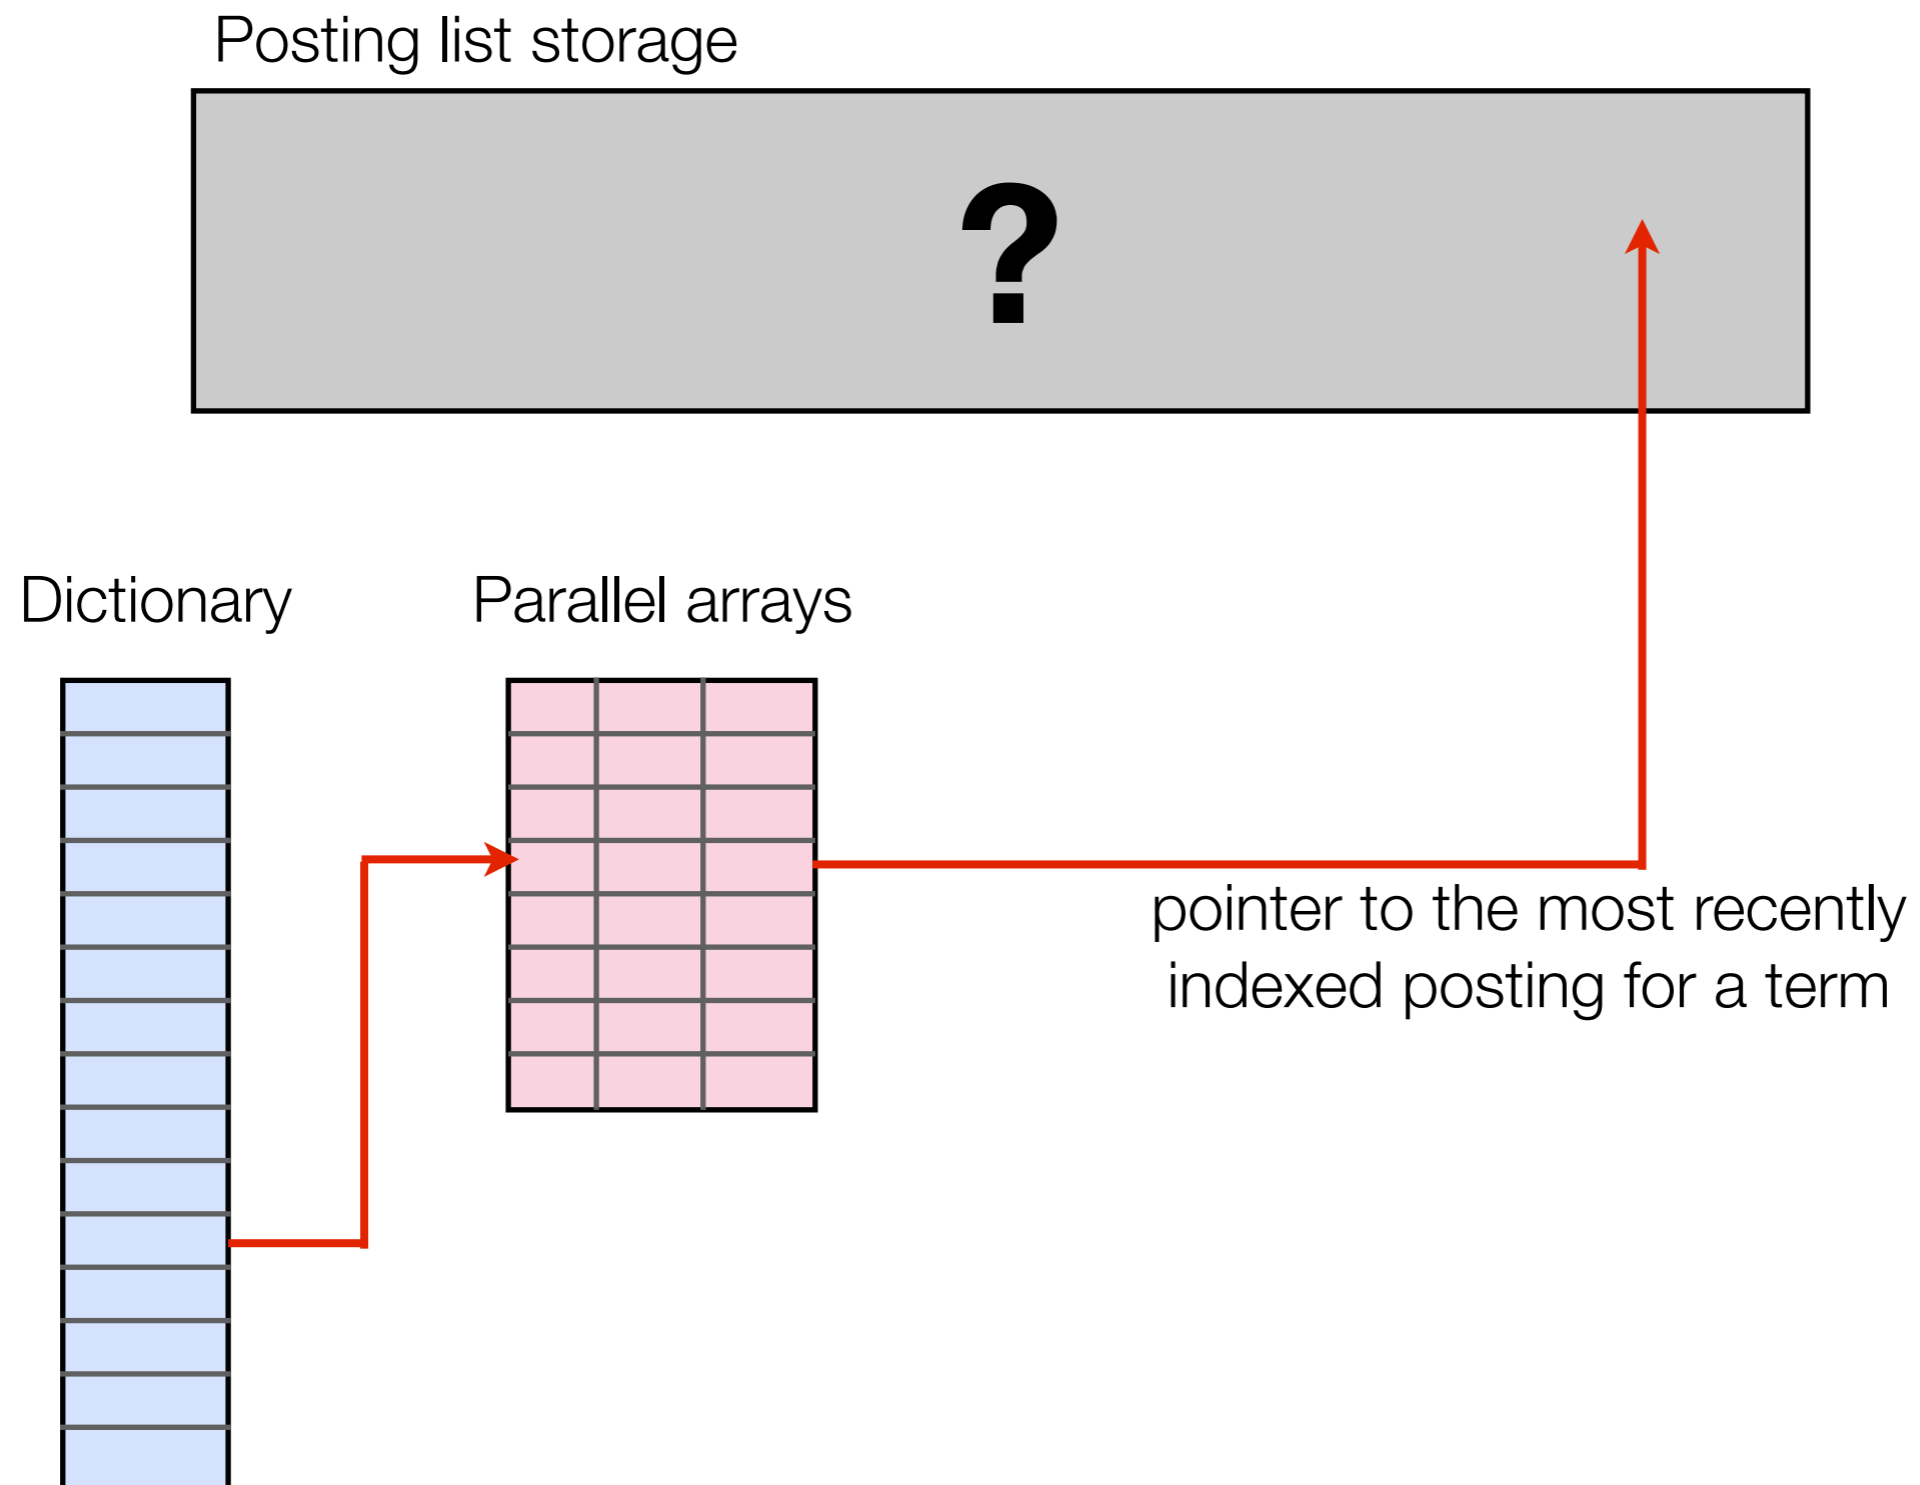 Posting list storage
?
Dictionary
Parallel arrays
pointer to the most recently
indexed posting for a term